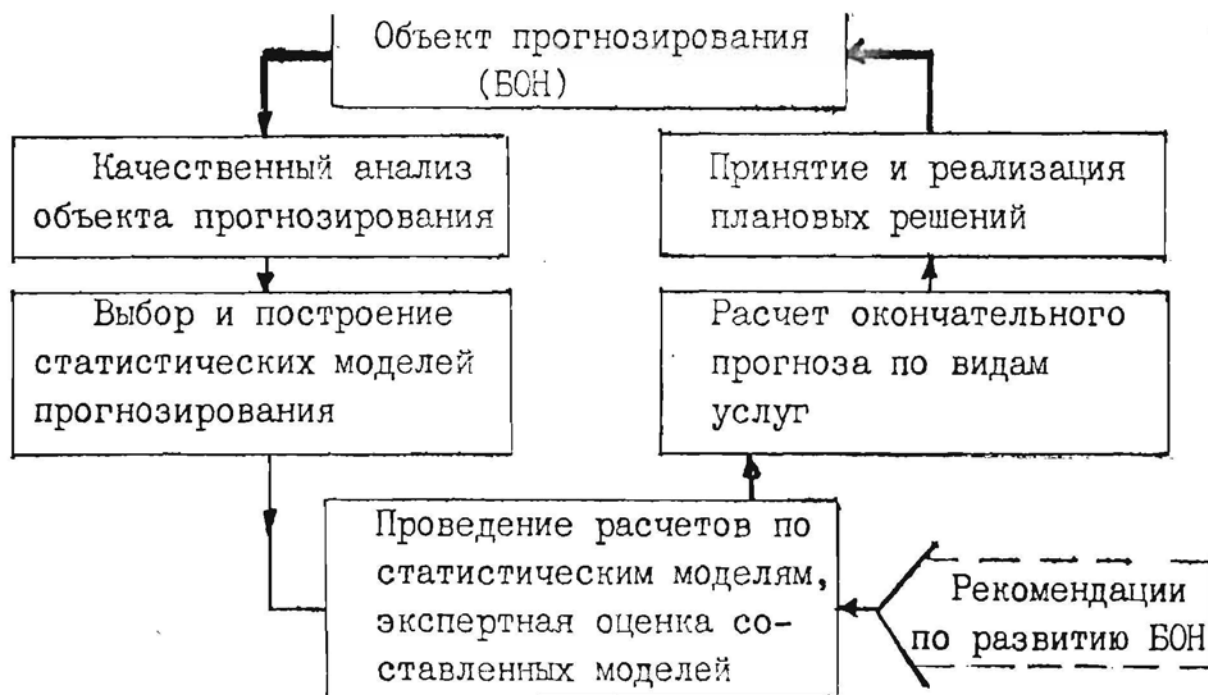 Объект прогнозирования
(БОН)
Качественный анализ
объекта прогнозирования
Выбор и построение
статистических моделей
прогнозирования
Проведение расчетов по
статистическим моделям,
экспертная оценка со-
ставленных моделей
Рекомендации
по развитию БОН
Расчет окончательного
прогноза по видам
услуг
Принятие и реализация
плановых решений